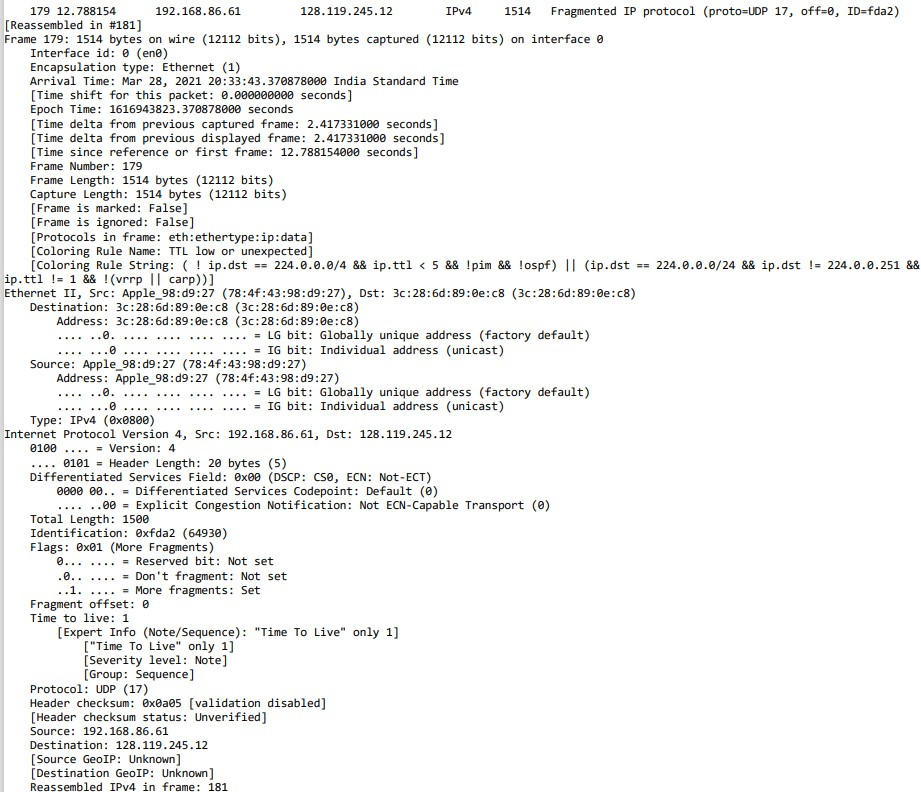 179 12.788154 192.168.86.61 128.119.245.12 IPv4 1514 Fragmented IP protocol (proto=UDP 17, off=0, ID=fda2)
[Reassembled in #181]
Frame 179: 1514 bytes on wire (12112 bits), 1514 bytes captured (12112 bits) on interface 0
Interface id: 0 (en0)
Encapsulation type: Ethernet (1)
Arrival Time: Mar 28, 2021 20:33:43.370878000 India Standard Time
[Time shift for this packet: 0.000000000 seconds]
Epoch Time: 1616943823.370878000 seconds
[Time delta from previous captured frame: 2.417331000 seconds]
[Time delta from previous displayed frame: 2.417331000 seconds]
[Time since reference or first frame: 12.788154000 seconds]
Frame Number: 179
Frame Length: 1514 bytes (12112 bits)
Capture Length: 1514 bytes (12112 bits)
[Frame is marked: False]
[Frame is ignored: False]
[Protocols in frame: eth:ethertype:ip:data]
[Coloring Rule Name: TTL low or unexpected]
[Coloring Rule String: ( ! ip.dst == 224.0.0.0/4 && ip.ttl < 5 && !pim && !ospf) || (ip.dst == 224.0.0.0/24 && ip.dst != 224.0.0.251 &&
ip.ttl != 1 && !(vrrp || carp))]
Ethernet II, Src: Apple_98:d9:27 (78:4f:43:98:d9:27), Dst: 3c:28:6d:89:0e:c8 (3c:28:6d:89:0e:c8)
Destination: 3c:28:6d:89:0e:c8 (3c:28:6d:89:0e:c8)
Address: 3c:28:6d:89:0e:c8 (3c:28:6d:89:0e:c8)
.... ..0. .... .... .... .... = LG bit: Globally unique address (factory default)
.... ...0 .... .... .... .... = IG bit: Individual address (unicast)
Source: Apple_98:d9:27 (78:4f:43:98:d9:27)
Address: Apple_98:d9:27 (78:4f:43:98:d9:27)
.... ..0. .... .... .... .... = LG bit: Globally unique address (factory default)
.... ...0 .... .... .... .... = IG bit: Individual address (unicast)
Type: IPv4 (0x0800)
Internet Protocol Version 4, Src: 192.168.86.61, Dst: 128.119.245.12
0100 .... = Version: 4
.... 0101 = Header Length: 20 bytes (5)
Differentiated Services Field: 0x00 (DSCP: CS0, ECN: Not-ECT)
0000 00.. = Differentiated Services Codepoint: Default (0)
.... ..00 = Explicit Congestion Notification: Not ECN-Capable Transport (0)
Total Length: 1500
Identification: 0xfda2 (64930)
Flags: 0x01 (More Fragments)
0... .... = Reserved bit: Not set
.0.. .... = Don't fragment: Not set
..1. .... = More fragments: Set
Fragment offset: 0
Time to live: 1
[Expert Info (Note/Sequence): "Time To Live" only 1]
["Time To Live" only 1]
[Severity level: Note]
[Group: Sequence]
Protocol: UDP (17)
Header checksum: 0x0a05 [validation disabled]
[Header checksum status: Unverified]
Source: 192.168.86.61
Destination: 128.119.245.12
[Source GeoIP: Unknown]
[Destination GeoIP: Unknown]
Reassembled IPv4 in frame: 181